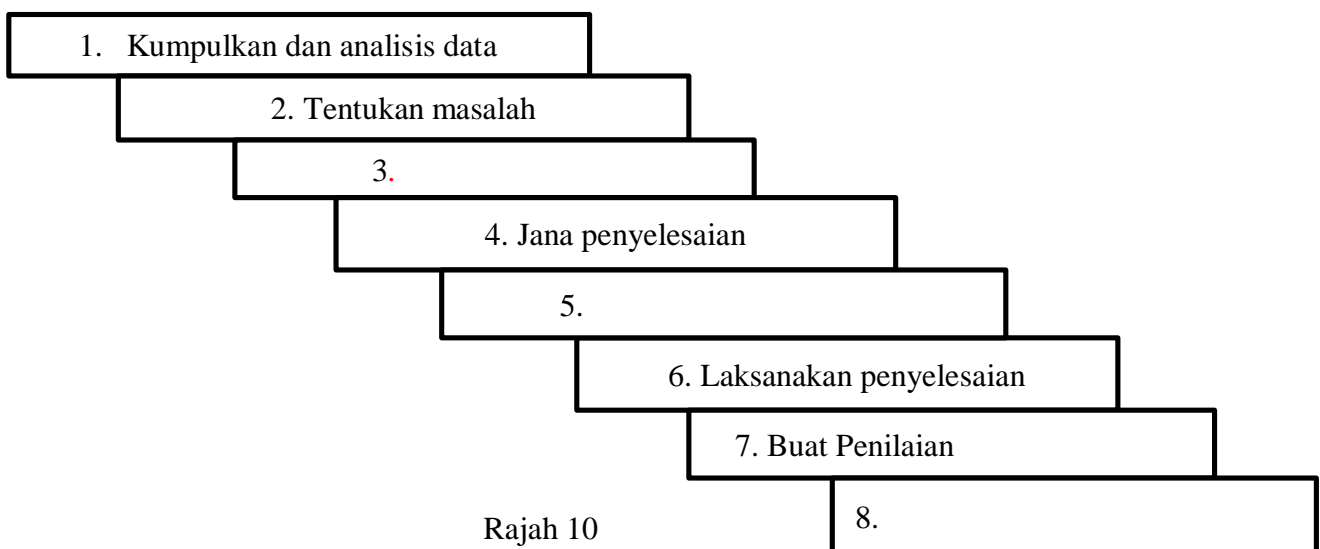 1. Kumpulkan dan analisis data
2. Tentukan masalah
3.
4. Jana penyelesaian
5.
6. Laksanakan penyelesaian
7. Buat Penilaian
8.
Rajah 10